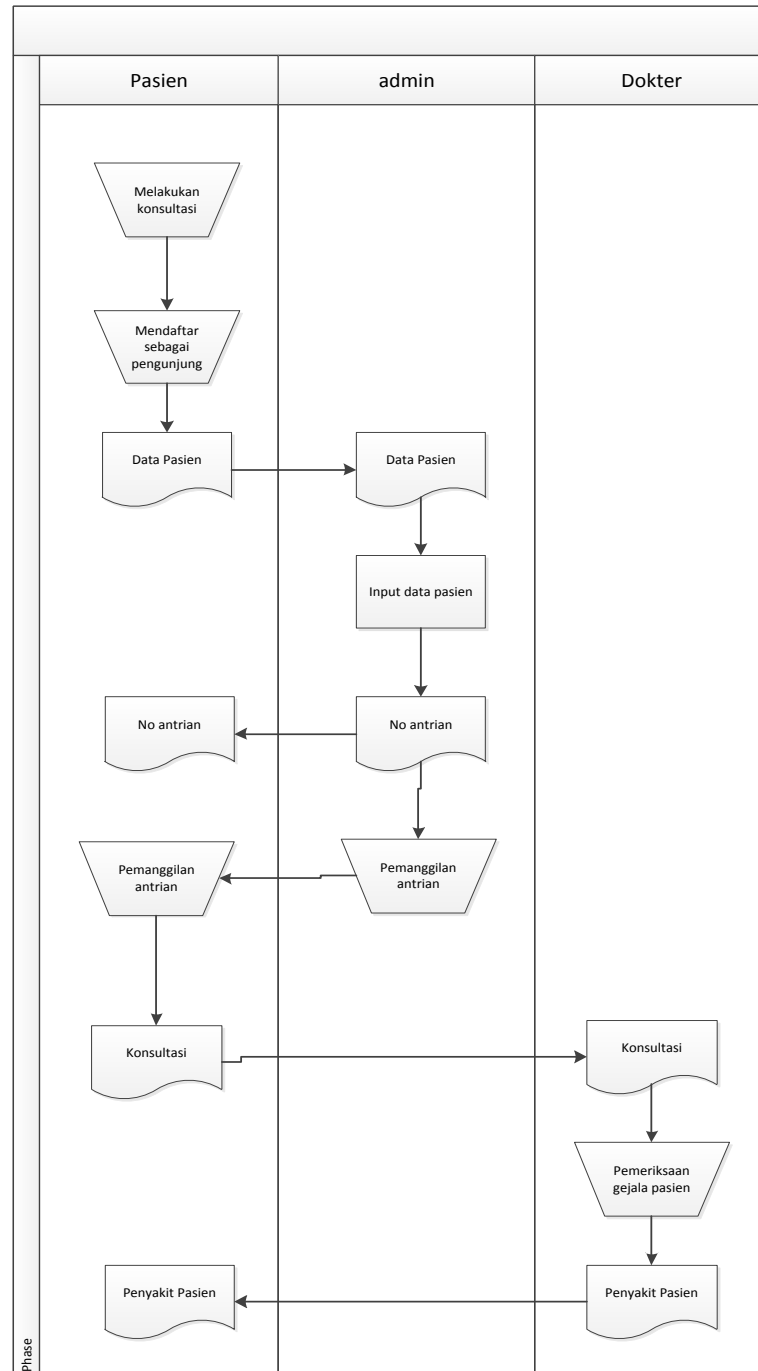 Pasien
admin
Dokter
Melakukan
konsultasi
Mendaftar
sebagai
pengunjung
Data Pasien
Data Pasien
Input data pasien
No antrian
No antrian
Pemanggilan
antrian
Pemanggilan
antrian
Konsultasi
Konsultasi
Pemeriksaan
gejala pasien
Penyakit Pasien
Penyakit Pasien
Phase